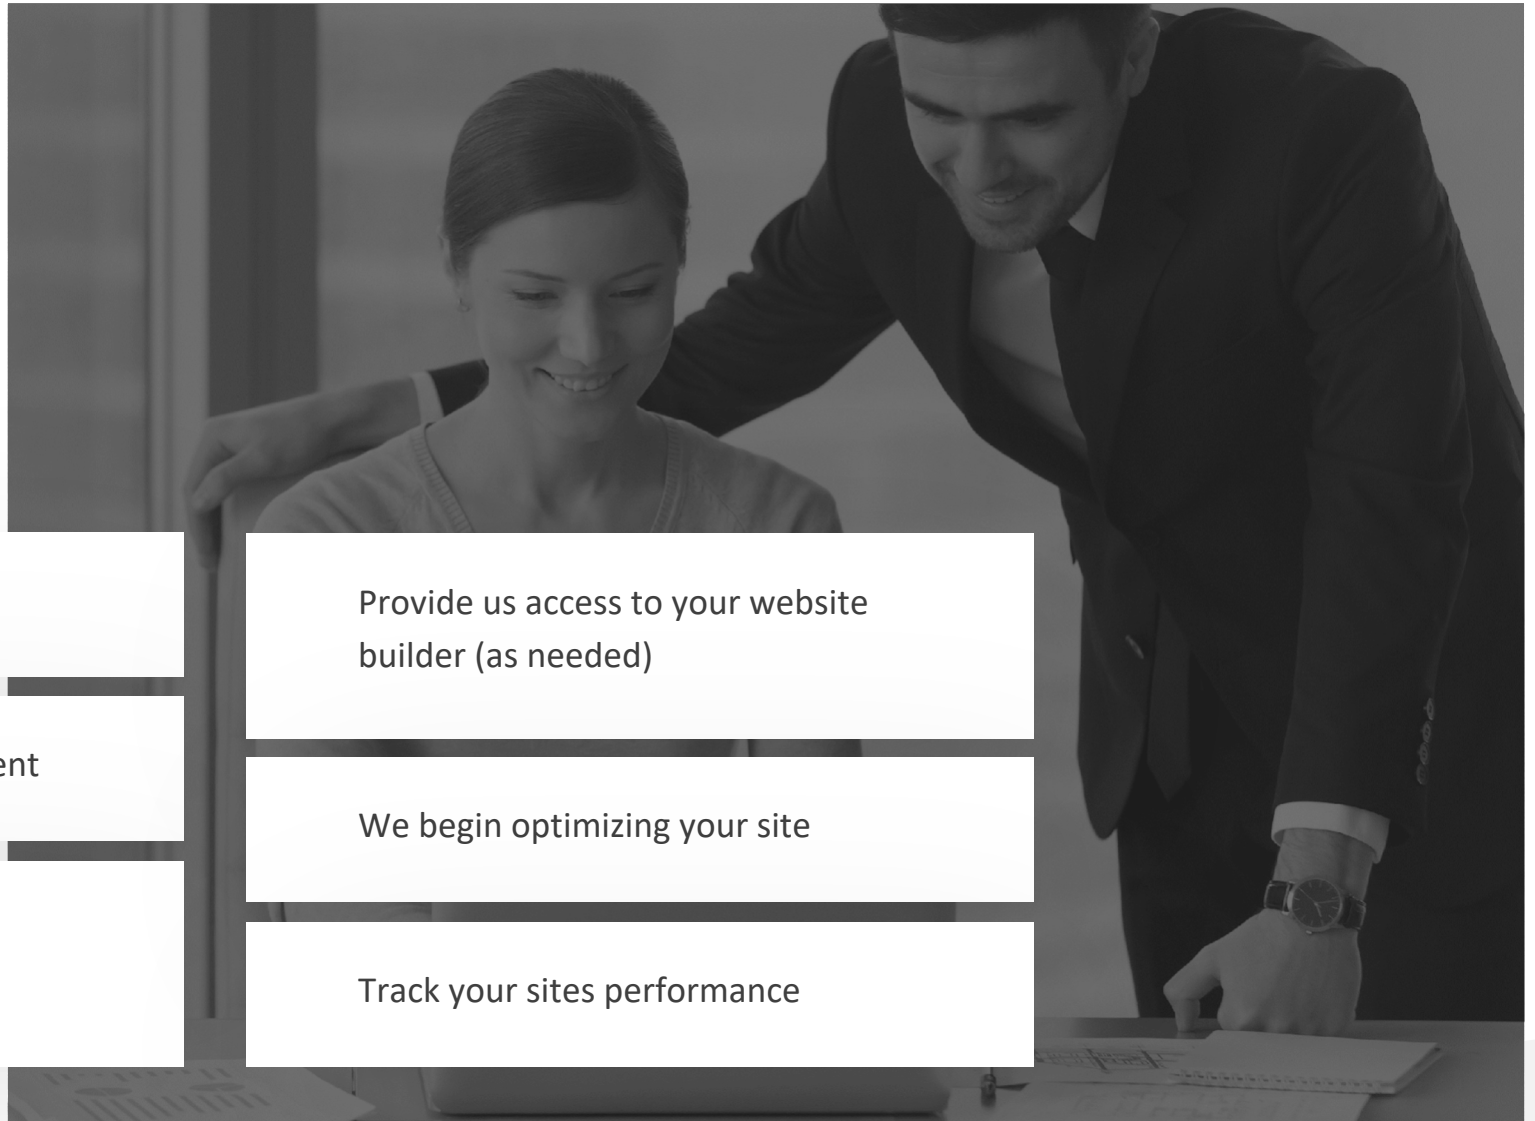 ent
Provide us access to your website
builder (as needed)
We begin optimizing your site
Track your sites performance